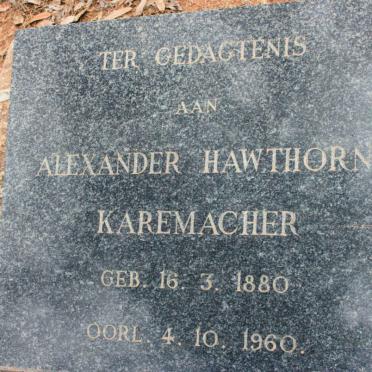 TER GEDAGTENIS
AAN
ALEXANDER HAWTHORN
KAREMACHER
GEB. 16. 3. 1880
OORL. 4. 10. 1960.